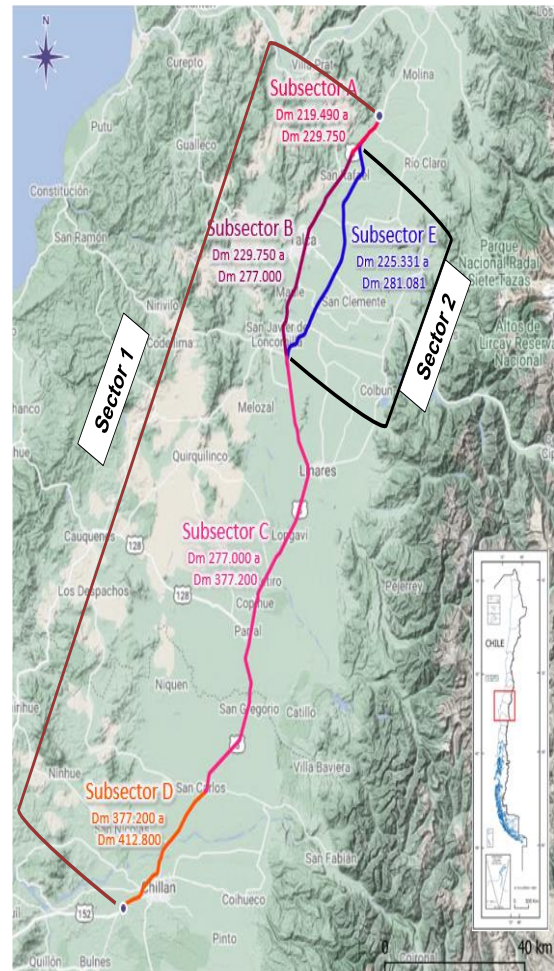 N
Villa Prat
Curepto
Molina
Subsector A
Dm 219.490 a
Dm 229.750
Putu
Gualleco
San Rafael
Rio Claro
Constitución
San Ramón
Subsector B
Dm 229.750 a
Dm 277.000
Talca
Subsector E
Dm 225.331 a
Dm 281.081
Parque
Nacional Radal
Siete Tazas
Maule
San Clemente
Nirivilo
San Javier de
Loncomilla
Altos de
Lircay Reserva
Nacional
Sector 1
Sector 2
Colbun
Melozal
Quirquilinco
Linares
Subsector C
Dm 277.000 a
Dm 377.200
5
Longaví
Cauquenes
128
Los Despachos
128
Copihue
Parral
Pejerrey
CHILE
Niquen
San Gregorio
Catillo
5
Villa Baviera
Ninhue
San Carlos
Subsector D
Dm 377.200 a
Dm 412.800
San Nicolás
San Fabián
Chillan
Coihueco
152
Pinto
Quillón
Bulnes
0
40 km